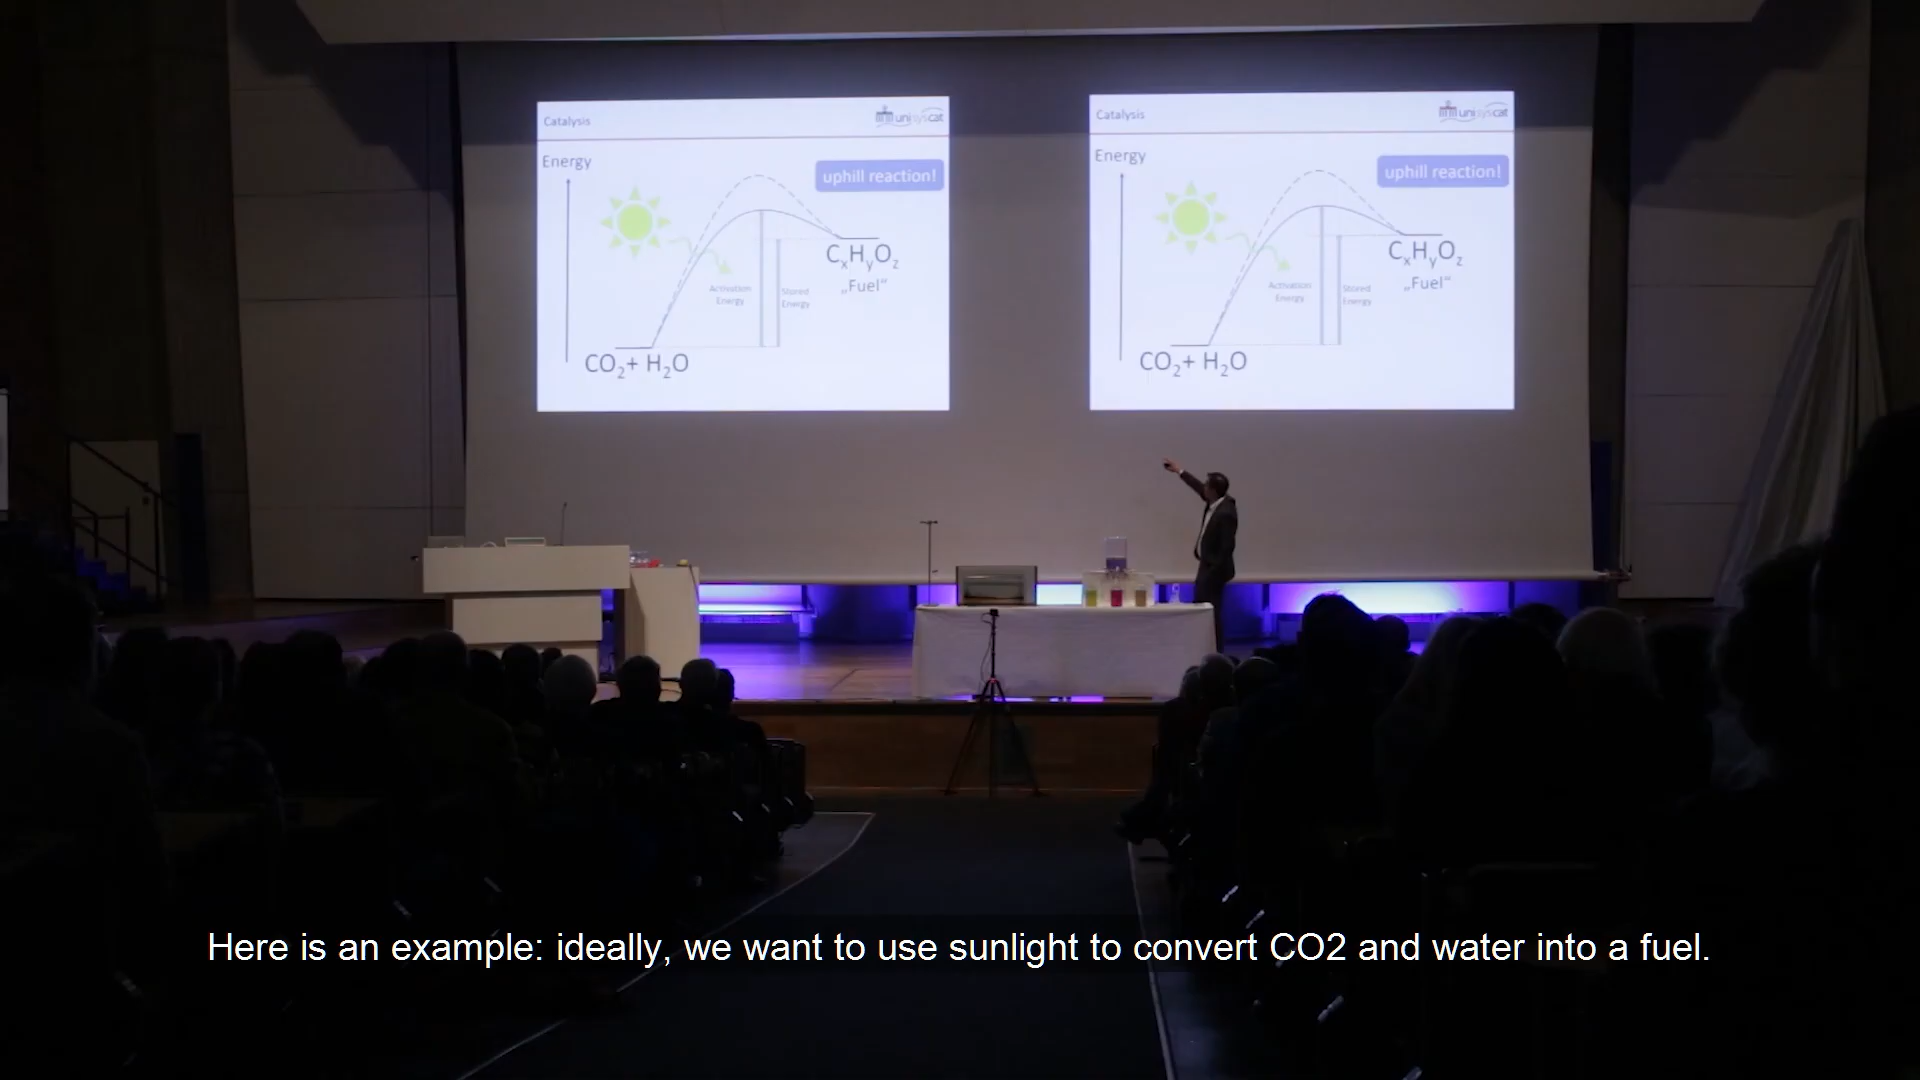 Catalysis
unisyscat
Energy
uphill reaction!
CₓHᵧO_z
Activation
Energy
Stored
Energy
„Fuel“
CO₂+ H₂O
Catalysis
unisyscat
Energy
uphill reaction!
CₓHᵧO_z
Activation
Energy
Stored
Energy
„Fuel“
CO₂+ H₂O
Here is an example: ideally, we want to use sunlight to convert CO2 and water into a fuel.